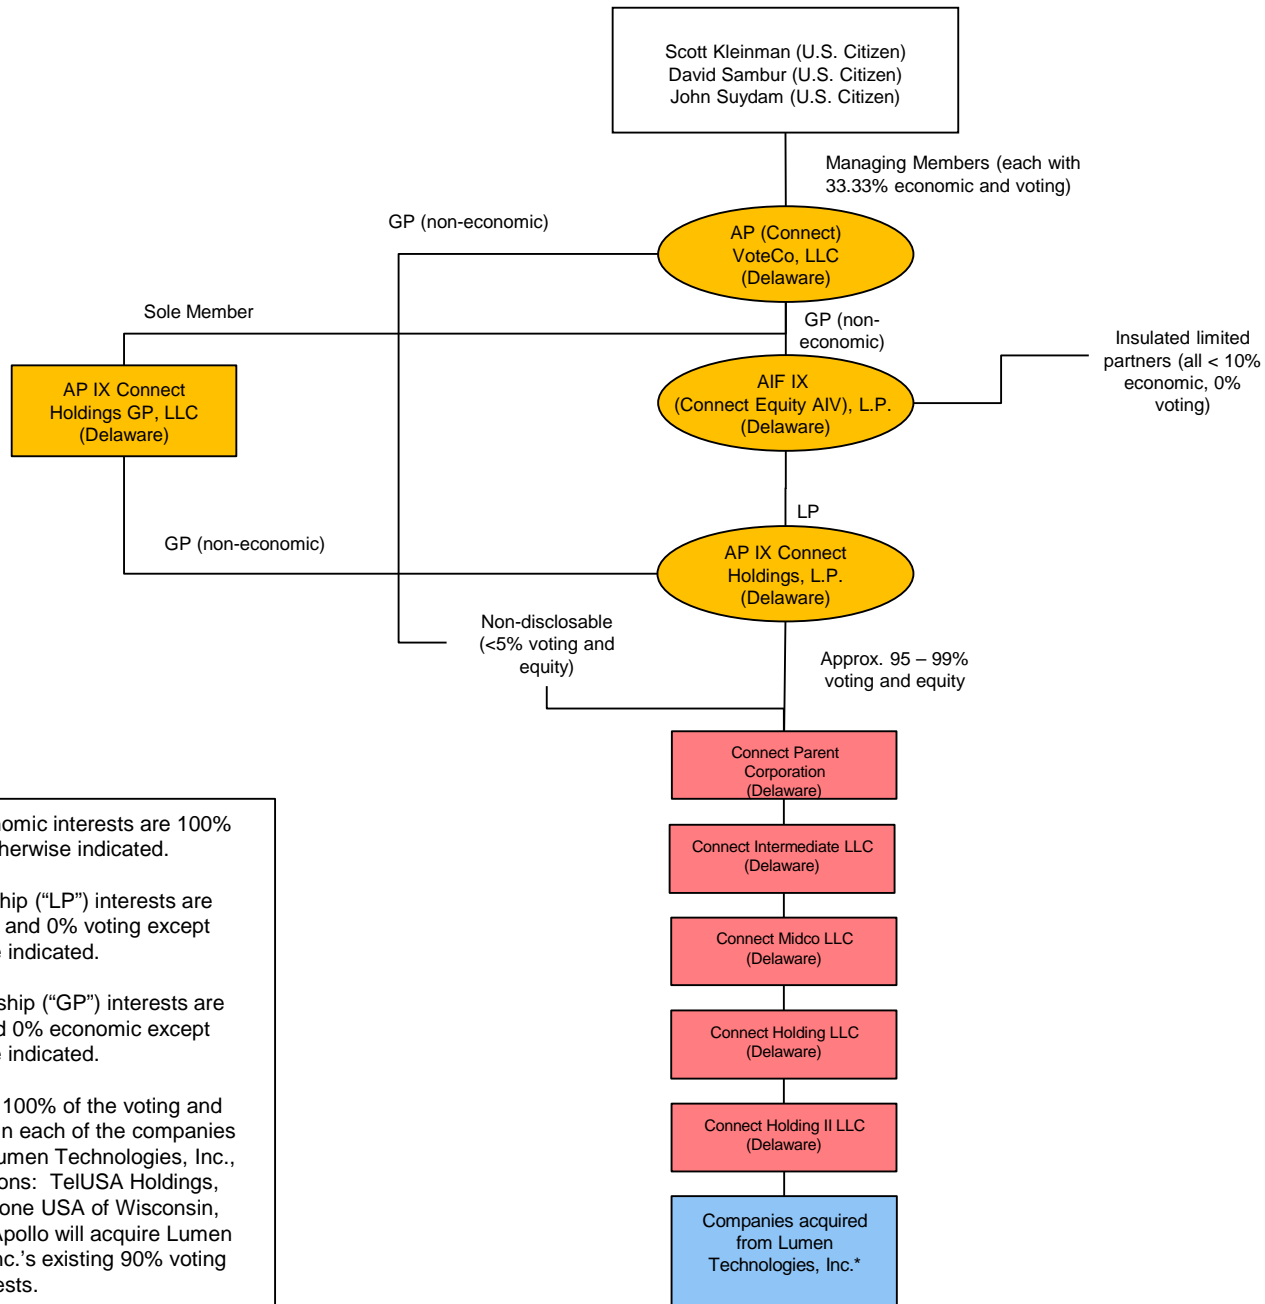 Scott Kleinman (U.S. Citizen)
David Sambur (U.S. Citizen)
John Suydam (U.S. Citizen)
Managing Members (each with
33.33% economic and voting)
GP (non-economic)
AP (Connect)
VoteCo, LLC
(Delaware)
Sole Member
GP (non-
economic)
Insulated limited
partners (all < 10%
economic, 0%
voting)
AP IX Connect
Holdings GP, LLC
(Delaware)
AIF IX
(Connect Equity AIV), L.P.
(Delaware)
LP
GP (non-economic)
AP IX Connect
Holdings, L.P.
(Delaware)
Non-disclosable
(<5% voting and
equity)
Approx. 95 – 99%
voting and equity
Connect Parent
Corporation
(Delaware)
Connect Intermediate LLC
(Delaware)
Connect Midco LLC
(Delaware)
Connect Holding LLC
(Delaware)
Connect Holding II LLC
(Delaware)
Companies acquired
from Lumen
Technologies, Inc.*
nomic interests are 100%
herwise indicated.
hip (“LP”) interests are
and 0% voting except
indicated.
ship (“GP”) interests are
d 0% economic except
indicated.
100% of the voting and
in each of the companies
umen Technologies, Inc.,
ons: TelUSA Holdings,
one USA of Wisconsin,
Apollo will acquire Lumen
nc.’s existing 90% voting
ests.